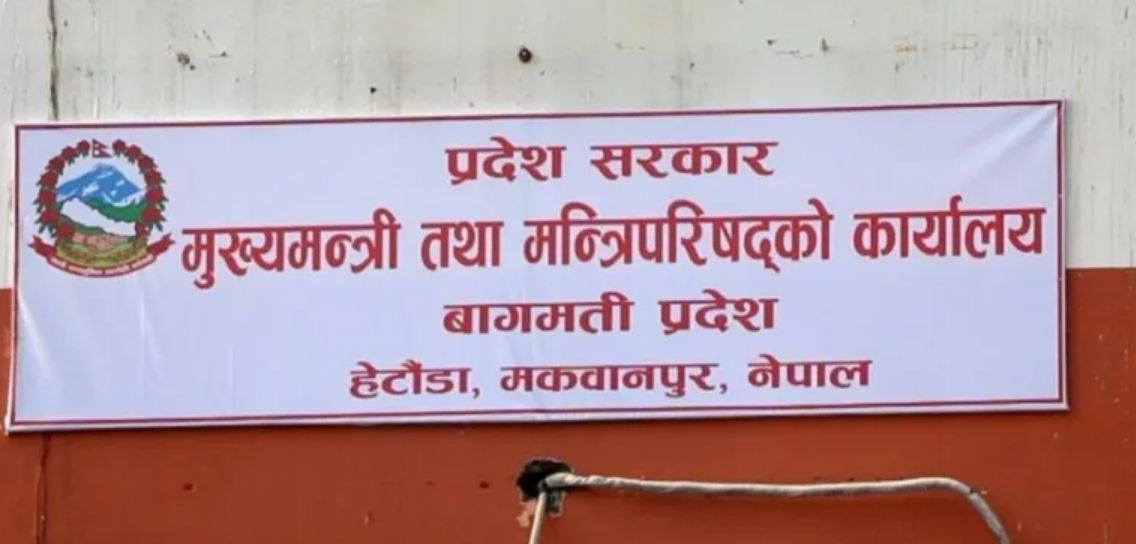 प्रदेश सरकार
मुख्यमन्त्री तथा मन्त्रिपरिषद्को कार्यालय
बागमती प्रदेश
हेटौंडा, मकवानपुर, नेपाल